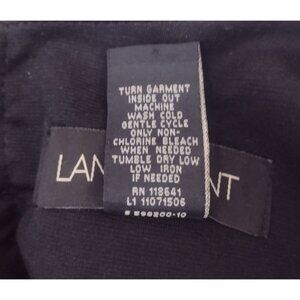 TURN GARMENT
INSIDE OUT
MACHINE
WASH COLD
GENTLE CYCLE
ONLY NON-
CHLORINE BLEACH
WHEN NEEDED
TUMBLE DRY LOW
LOW IRON
IF NEEDED
RN 118641
L1 11071506
LAN
NT